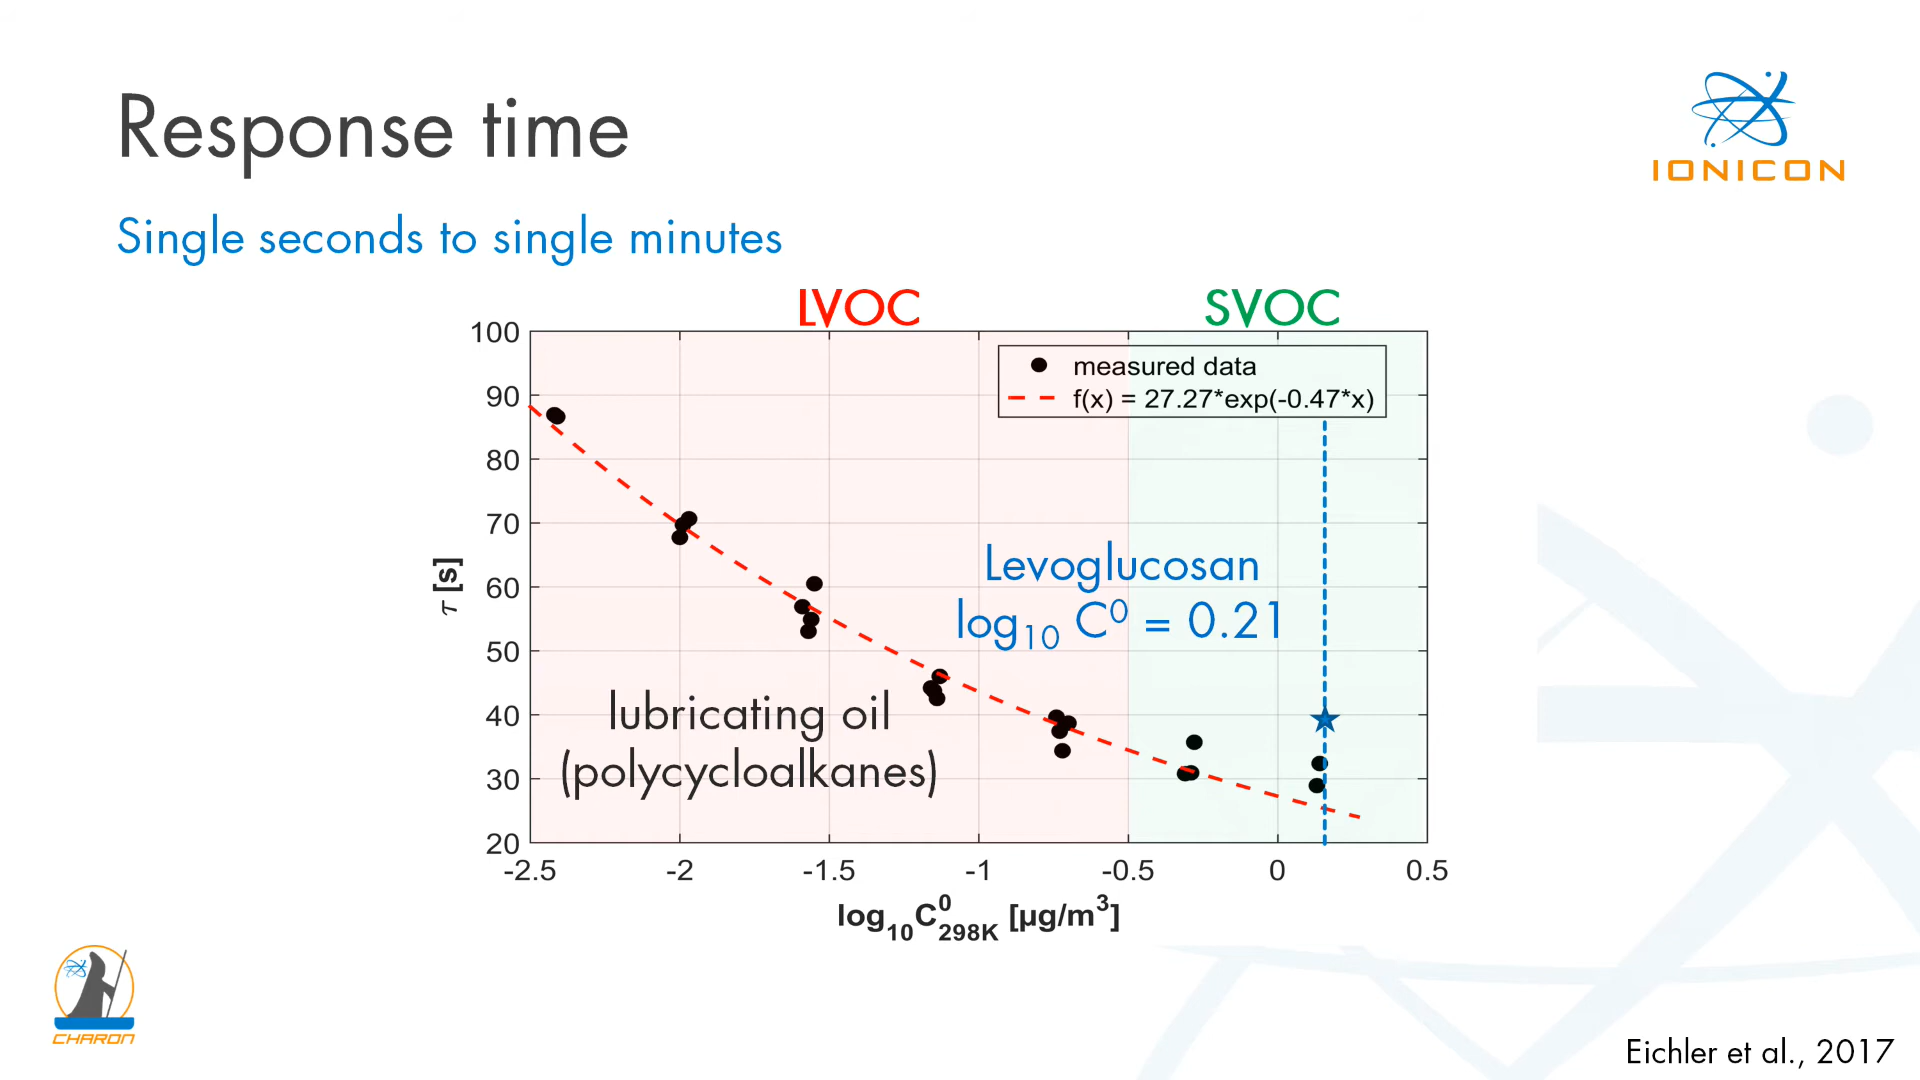 Response time
IONICON
Single seconds to single minutes
LVOC
SVOC
100
90
80
70
60
50
40
30
20
τ [s]
measured data
f(x) = 27.27*exp(-0.47*x)
Levoglucosan
log₁₀ C⁰ = 0.21
lubricating oil
(polycycloalkanes)
-2.5 -2 -1.5 -1 -0.5 0 0.5
log₁₀C⁰₂₉₈K [µg/m³]
CHARON
Eichler et al., 2017